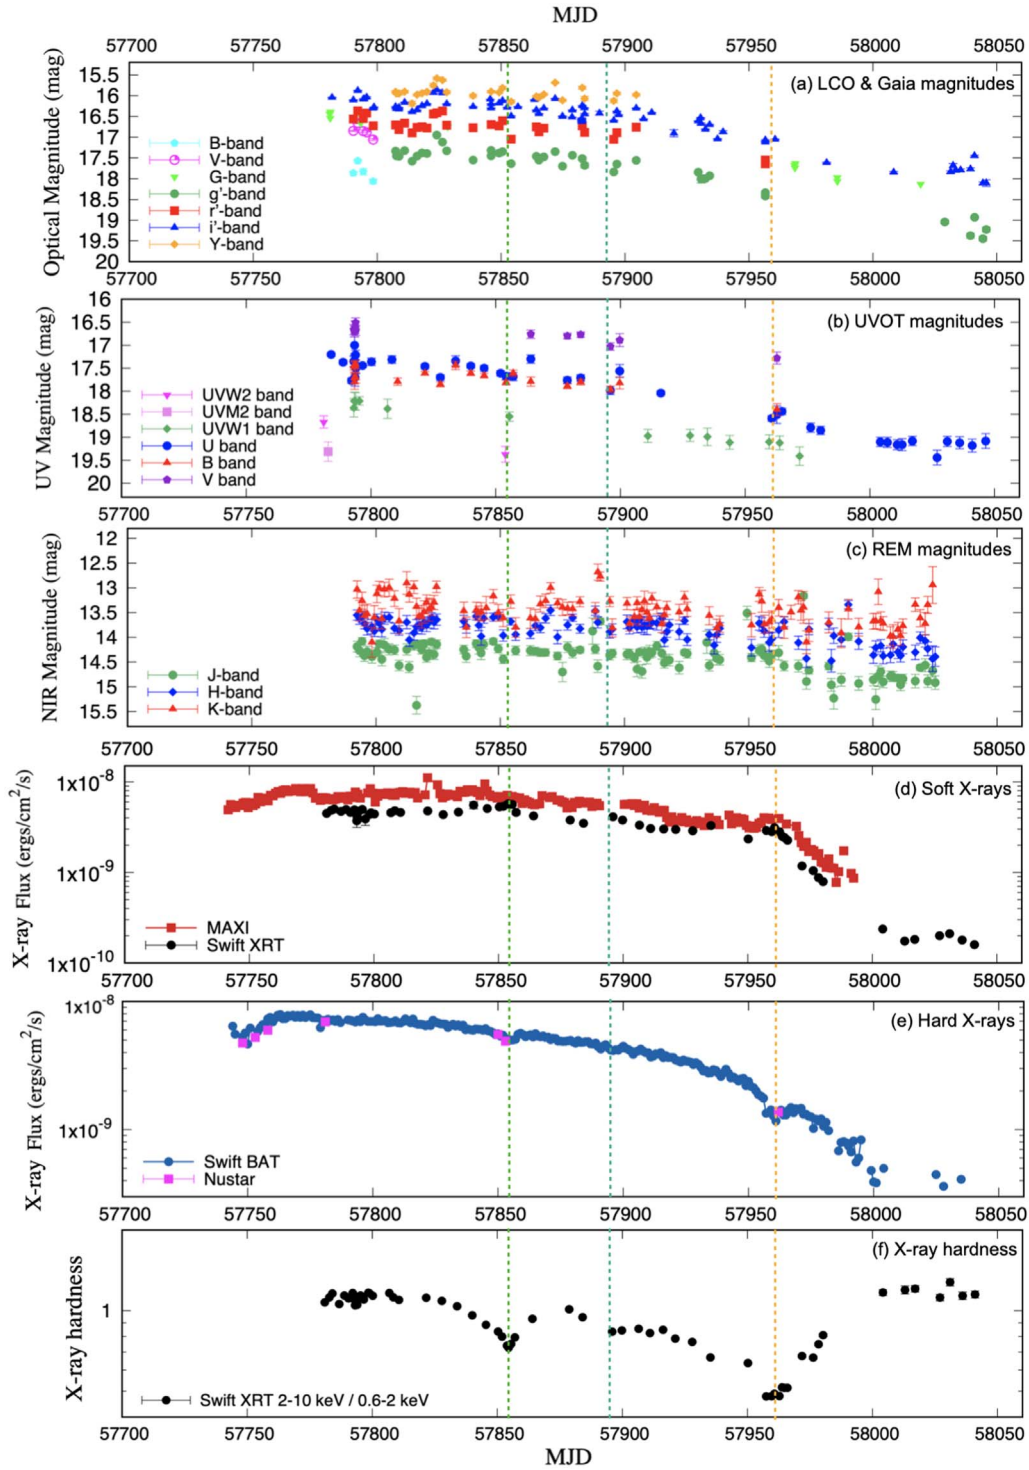 MJD
57700 57750 57800 57850 57900 57950 58000 58050
Optical Magnitude (mag)
15.5
16
16.5
17
17.5
18
18.5
19
19.5
20
(a) LCO & Gaia magnitudes
B-band
V-band
G-band
g'-band
r'-band
i'-band
Y-band
57700 57750 57800 57850 57900 57950 58000 58050
UV Magnitude (mag)
16
16.5
17
17.5
18
18.5
19
19.5
20
(b) UVOT magnitudes
UVW2 band
UVM2 band
UVW1 band
U band
B band
V band
57700 57750 57800 57850 57900 57950 58000 58050
NIR Magnitude (mag)
12
12.5
13
13.5
14
14.5
15
15.5
(c) REM magnitudes
J-band
H-band
K-band
57700 57750 57800 57850 57900 57950 58000 58050
X-ray Flux (ergs/cm²/s)
1x10⁻⁸
1x10⁻⁹
1x10⁻¹⁰
(d) Soft X-rays
MAXI
Swift XRT
57700 57750 57800 57850 57900 57950 58000 58050
X-ray Flux (ergs/cm²/s)
1x10⁻⁸
1x10⁻⁹
(e) Hard X-rays
Swift BAT
Nustar
57700 57750 57800 57850 57900 57950 58000 58050
X-ray hardness
1
(f) X-ray hardness
Swift XRT 2-10 keV / 0.6-2 keV
57700 57750 57800 57850 57900 57950 58000 58050
MJD